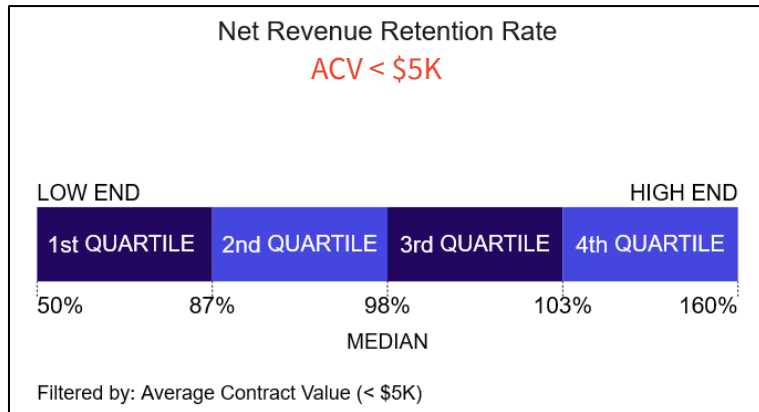 Net Revenue Retention Rate
ACV < $5K
LOW END HIGH END
1st QUARTILE 2nd QUARTILE 3rd QUARTILE 4th QUARTILE
50% 87% 98% 103% 160%
MEDIAN
Filtered by: Average Contract Value (< $5K)